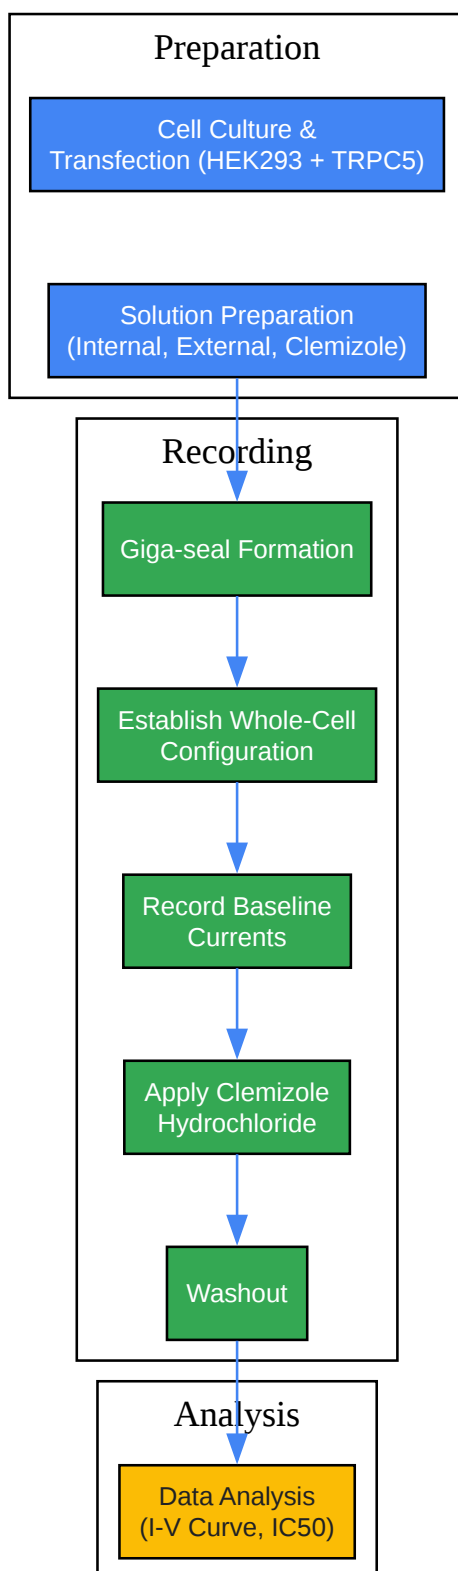 Preparation
Cell Culture &
Transfection (HEK293 + TRPC5)
Solution Preparation
(Internal, External, Clemizole)
Recording
Giga-seal Formation
Establish Whole-Cell
Configuration
Record Baseline
Currents
Apply Clemizole
Hydrochloride
Washout
Analysis
Data Analysis
(I-V Curve, IC50)